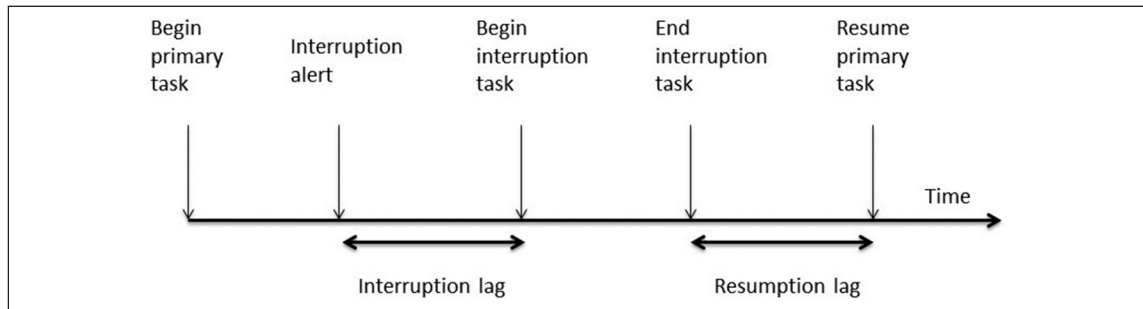 Begin
primary
task
Interruption
alert
Begin
interruption
task
End
interruption
task
Resume
primary
task
Time
Interruption lag
Resumption lag